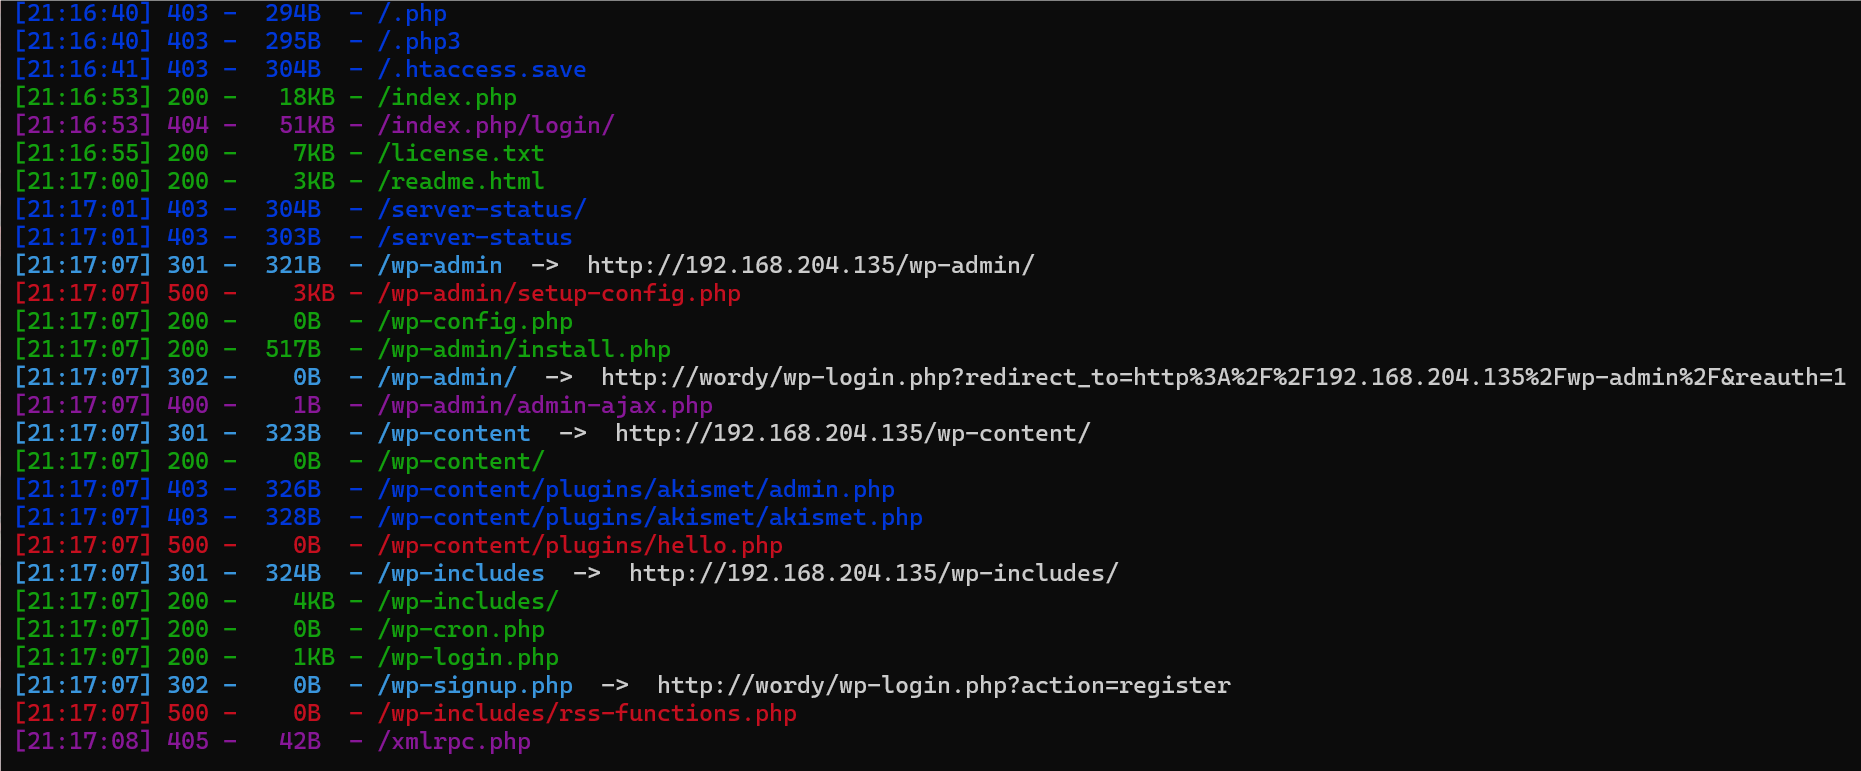 [21:16:40] 403 -  294B  - /.php
[21:16:40] 403 -  295B  - /.php3
[21:16:41] 403 -  304B  - /.htaccess.save
[21:16:53] 200 -   18KB - /index.php
[21:16:53] 404 -   51KB - /index.php/login/
[21:16:55] 200 -    7KB - /license.txt
[21:17:00] 200 -    3KB - /readme.html
[21:17:01] 403 -  304B  - /server-status/
[21:17:01] 403 -  303B  - /server-status
[21:17:07] 301 -  321B  - /wp-admin  ->  http://192.168.204.135/wp-admin/
[21:17:07] 500 -    3KB - /wp-admin/setup-config.php
[21:17:07] 200 -    0B  - /wp-config.php
[21:17:07] 200 -  517B  - /wp-admin/install.php
[21:17:07] 302 -    0B  - /wp-admin/  ->  http://wordy/wp-login.php?redirect_to=http%3A%2F%2F192.168.204.135%2Fwp-admin%2F&reauth=1
[21:17:07] 400 -    1B  - /wp-admin/admin-ajax.php
[21:17:07] 301 -  323B  - /wp-content  ->  http://192.168.204.135/wp-content/
[21:17:07] 200 -    0B  - /wp-content/
[21:17:07] 403 -  326B  - /wp-content/plugins/akismet/admin.php
[21:17:07] 403 -  328B  - /wp-content/plugins/akismet/akismet.php
[21:17:07] 500 -    0B  - /wp-content/plugins/hello.php
[21:17:07] 301 -  324B  - /wp-includes  ->  http://192.168.204.135/wp-includes/
[21:17:07] 200 -    4KB - /wp-includes/
[21:17:07] 200 -    0B  - /wp-cron.php
[21:17:07] 200 -    1KB - /wp-login.php
[21:17:07] 302 -    0B  - /wp-signup.php  ->  http://wordy/wp-login.php?action=register
[21:17:07] 500 -    0B  - /wp-includes/rss-functions.php
[21:17:08] 405 -   42B  - /xmlrpc.php